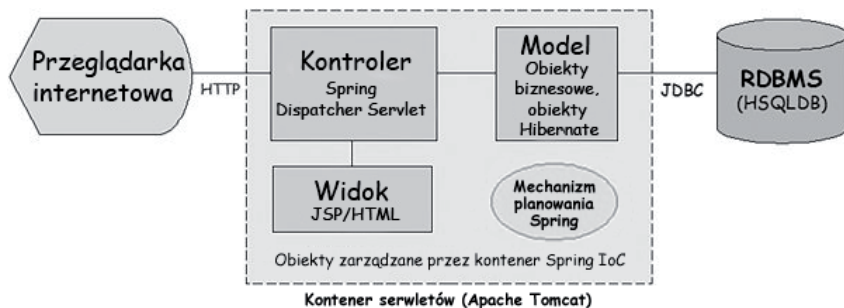 Przeglądarka
internetowa
HTTP
Kontroler
Spring
Dispatcher Servlet
Model
Obiekty
biznesowe,
obiekty
Hibernate
JDBC
RDBMS
(HSQLDB)
Widok
JSP/HTML
Mechanizm
planowania
Spring
Obiekty zarządzane przez kontener Spring IoC
Kontener serwletów (Apache Tomcat)